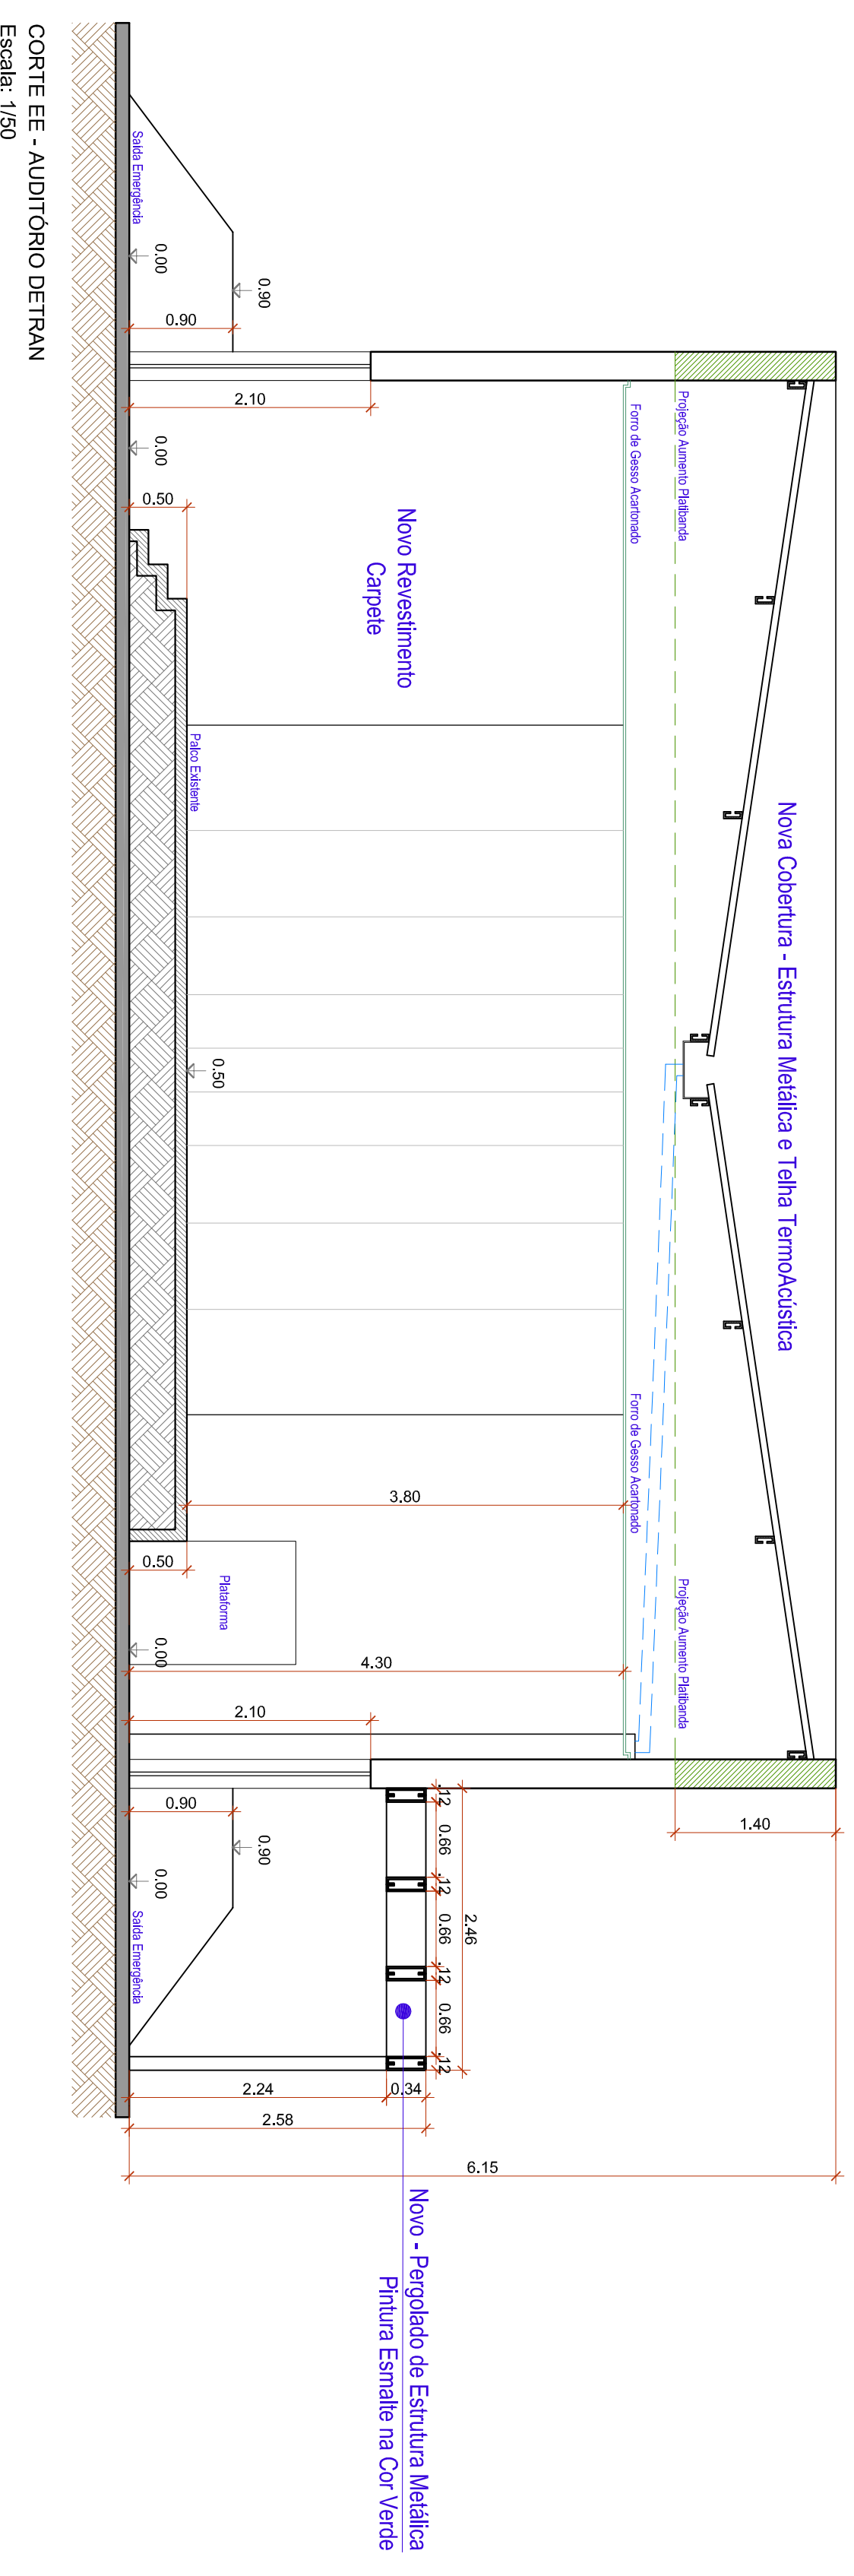 Nova Cobertura - Estrutura Metálica e Telha TermoAcústica
Projeção Aumento Platibanda
Projeção Aumento Platibanda
1.40
Forro de Gesso Acartonado
Forro de Gesso Acartonado
Novo Revestimento
Carpete
3.80
4.30
6.15
2.46
.12
0.66
.12
0.66
.12
0.66
.12
Novo - Pergolado de Estrutura Metálica
Pintura Esmalte na Cor Verde
2.10
2.10
0.34
2.24
2.58
0.90
0.90
0.90
0.90
0.50
0.50
0.50
Palco Existente
Plataforma
0.00
0.00
0.00
0.00
Saída Emergência
Saída Emergência
CORTE EE - AUDITÓRIO DETRAN
Escala: 1/50